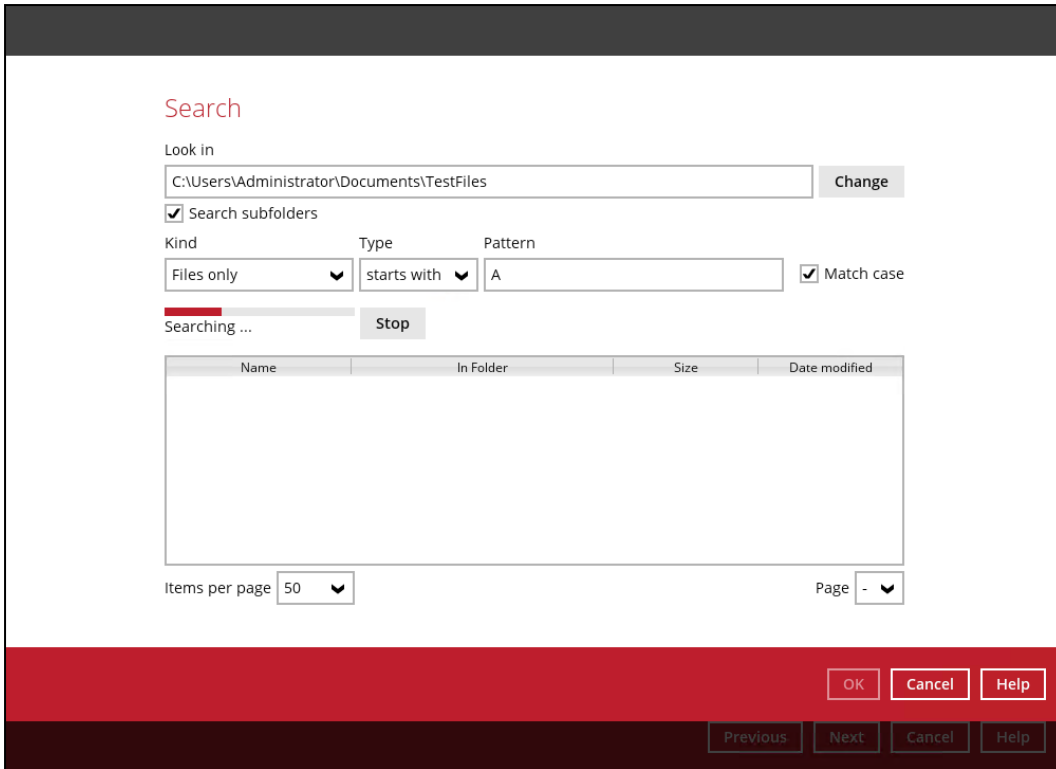 Search
Look in
C:\Users\Administrator\Documents\TestFiles
Change
Search subfolders
Kind Type Pattern
Files only starts with A Match case
Searching ... Stop
Name In Folder Size Date modified
Items per page 50 Page -
OK Cancel Help
Previous Next Cancel Help